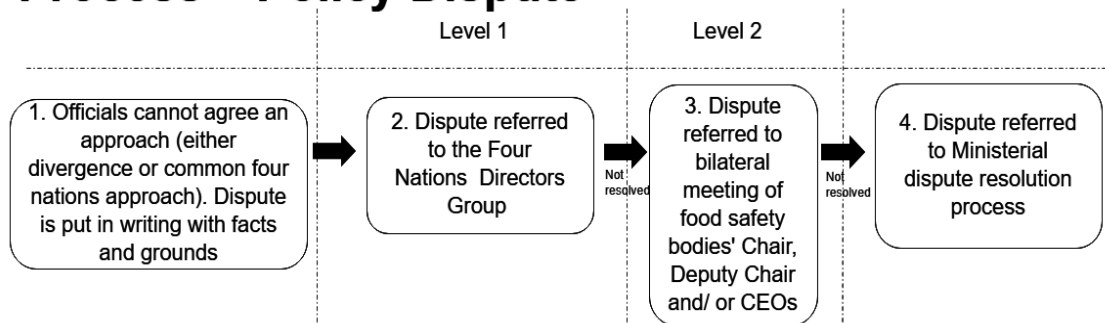 Process - Policy Dispute
Level 1
Level 2
1. Officials cannot agree an
approach (either
divergence or common four
nations approach). Dispute
is put in writing with facts
and grounds
2. Dispute referred
to the Four
Nations Directors
Group
Not
resolved
3. Dispute
referred to
bilateral
meeting of
food safety
bodies' Chair,
Deputy Chair
and/ or CEOs
Not
resolved
4. Dispute referred
to Ministerial
dispute resolution
process